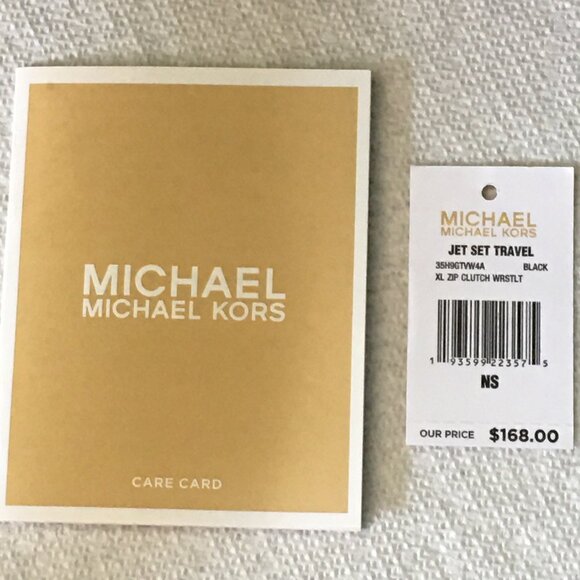 MICHAEL
MICHAEL KORS
CARE CARD
MICHAEL
MICHAEL KORS
JET SET TRAVEL
35H9GTVW4A BLACK
XL ZIP CLUTCH WRSTLT
1 93599 22357 5
NS
OUR PRICE $168.00